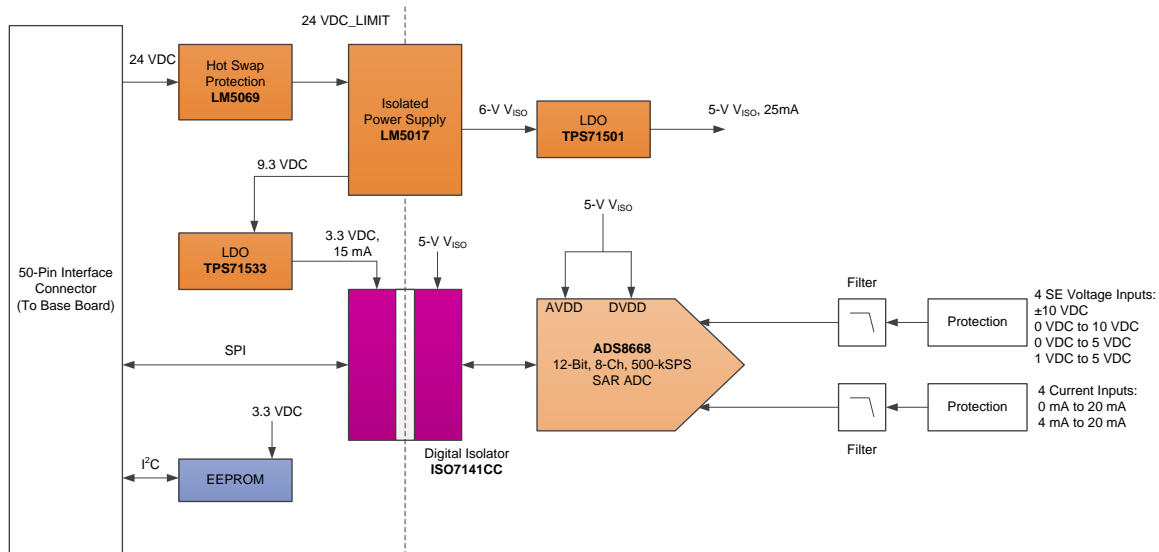 24 VDC_LIMIT
24 VDC
Hot Swap
Protection
LM5069
Isolated
Power Supply
LM5017
6-V VISO
LDO
TPS71501
5-V VISO, 25mA
9.3 VDC
LDO
TPS71533
3.3 VDC,
15 mA
5-V VISO
5-V VISO
50-Pin Interface
Connector
(To Base Board)
AVDD
DVDD
ADS8668
12-Bit, 8-Ch, 500-kSPS
SAR ADC
Filter
Protection
4 SE Voltage Inputs:
±10 VDC
0 VDC to 10 VDC
0 VDC to 5 VDC
1 VDC to 5 VDC
SPI
Filter
Protection
4 Current Inputs:
0 mA to 20 mA
4 mA to 20 mA
3.3 VDC
Digital Isolator
ISO7141CC
I2C
EEPROM